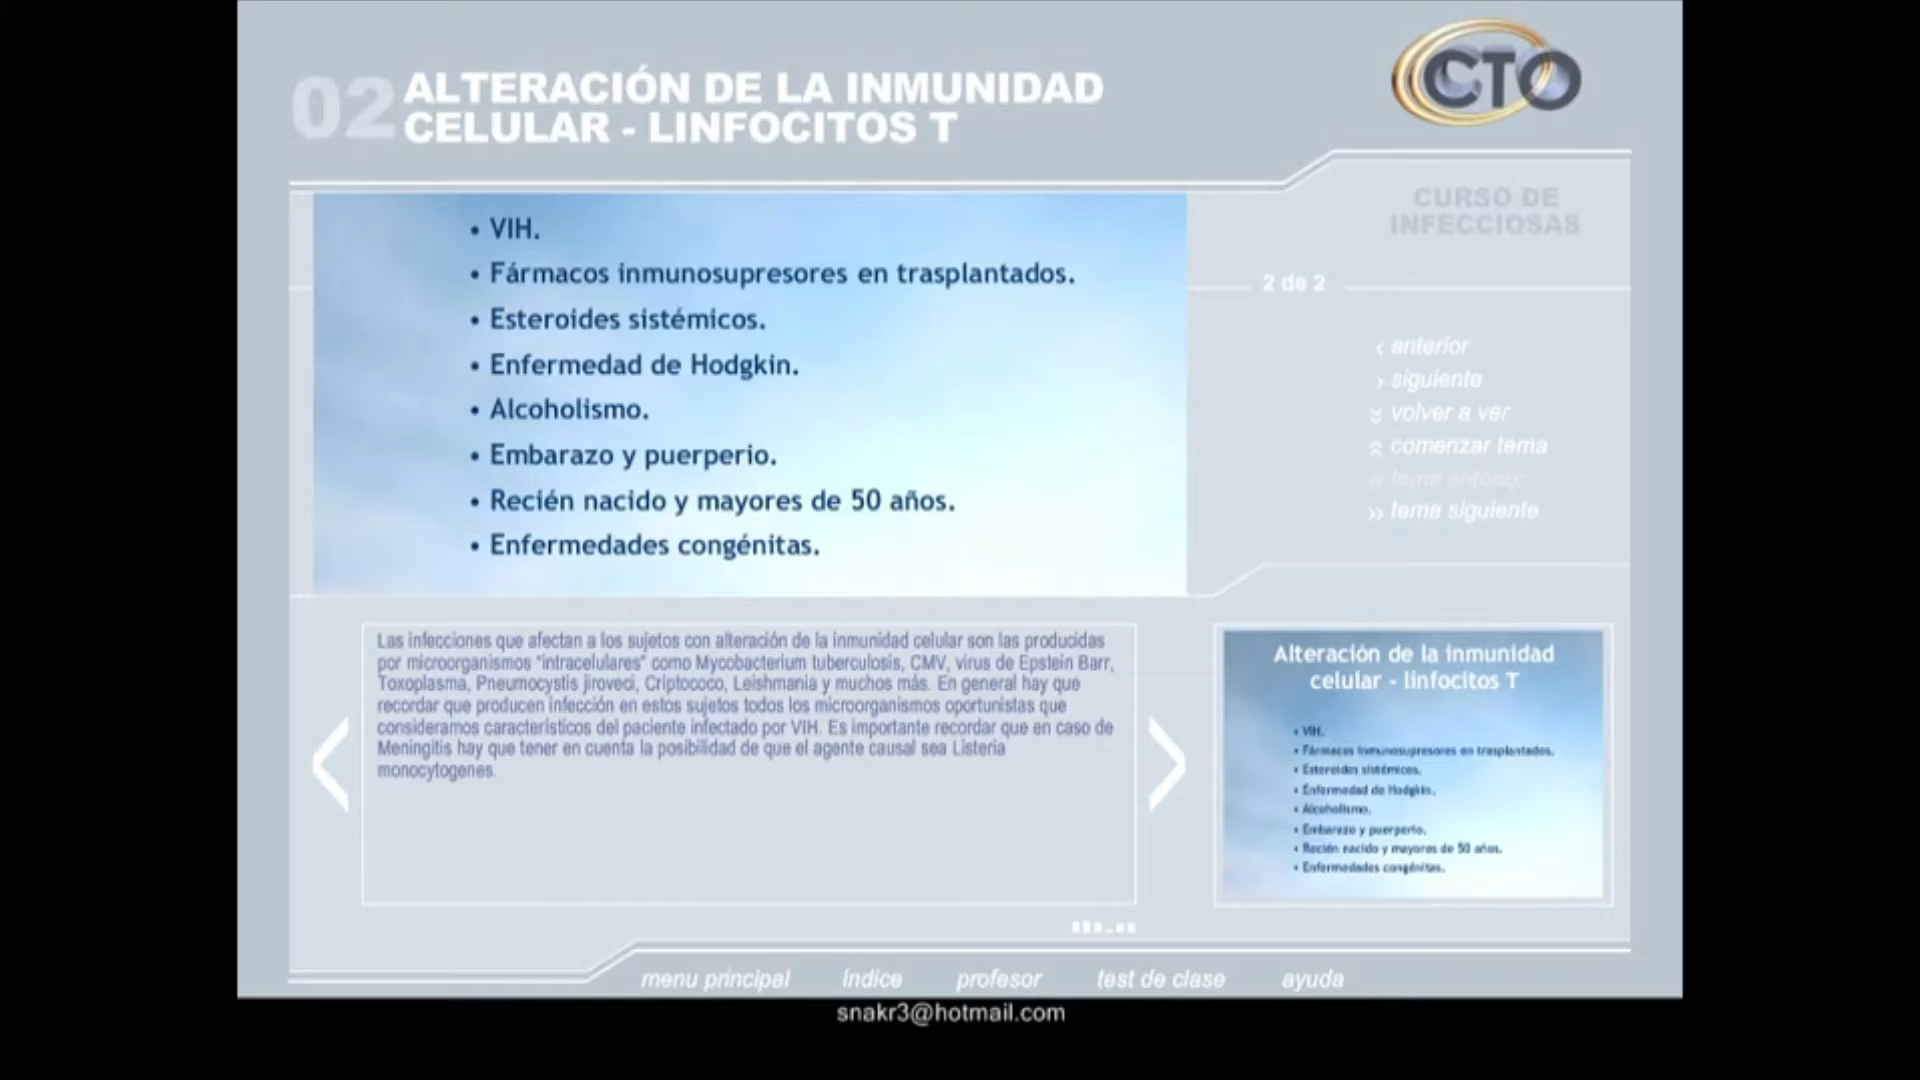 02 ALTERACIÓN DE LA INMUNIDAD
CELULAR - LINFOCITOS T
CTO
CURSO DE
INFECCIOSAS
2 de 2
• VIH.
• Fármacos inmunosupresores en trasplantados.
• Esteroides sistémicos.
• Enfermedad de Hodgkin.
• Alcoholismo.
• Embarazo y puerperio.
• Recién nacido y mayores de 50 años.
• Enfermedades congénitas.
‹ anterior
› siguiente
volver a ver
comenzar tema
tema anterior
›› tema siguiente
Las infecciones que afectan a los sujetos con alteración de la inmunidad celular son las producidas
por microorganismos "intracelulares" como Mycobacterium tuberculosis, CMV, virus de Epstein Barr,
Toxoplasma, Pneumocystis jiroveci, Criptococo, Leishmania y muchos más. En general hay que
recordar que producen infección en estos sujetos todos los microorganismos oportunistas que
consideramos característicos del paciente infectado por VIH. Es importante recordar que en caso de
Meningitis hay que tener en cuenta la posibilidad de que el agente causal sea Listeria
monocytogenes.
Alteración de la inmunidad
celular - linfocitos T
• VIH.
• Fármacos inmunosupresores en trasplantados.
• Esteroides sistémicos.
• Enfermedad de Hodgkin.
• Alcoholismo.
• Embarazo y puerperio.
• Recién nacido y mayores de 50 años.
• Enfermedades congénitas.
menu principal índice profesor test de clase ayuda
snakr3@hotmail.com